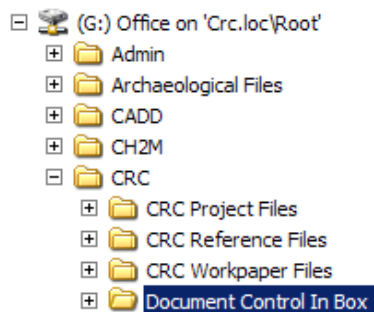 (G:) Office on 'Crc.loc\Root'
Admin
Archaeological Files
CADD
CH2M
CRC
CRC Project Files
CRC Reference Files
CRC Workpaper Files
Document Control In Box